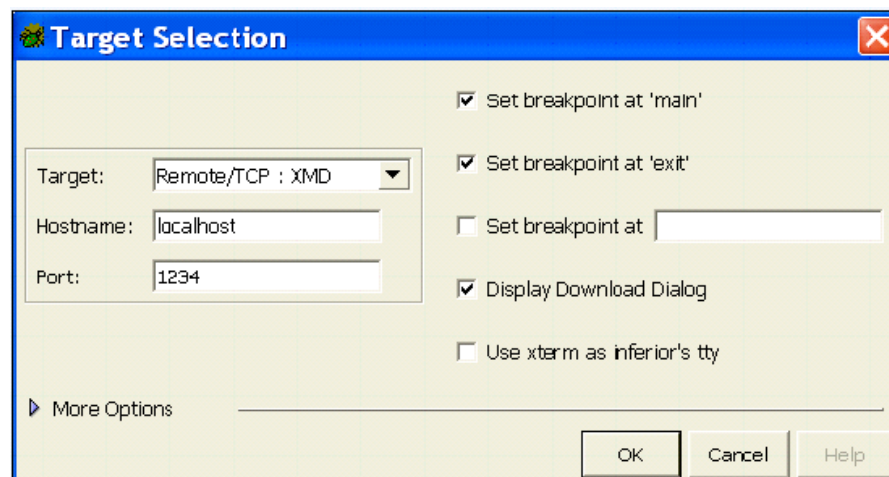 Target Selection
Target: Remote/TCP : XMD
Hostname: localhost
Port: 1234
Set breakpoint at 'main'
Set breakpoint at 'exit'
Set breakpoint at
Display Download Dialog
Use xterm as inferior's tty
More Options
OK Cancel Help